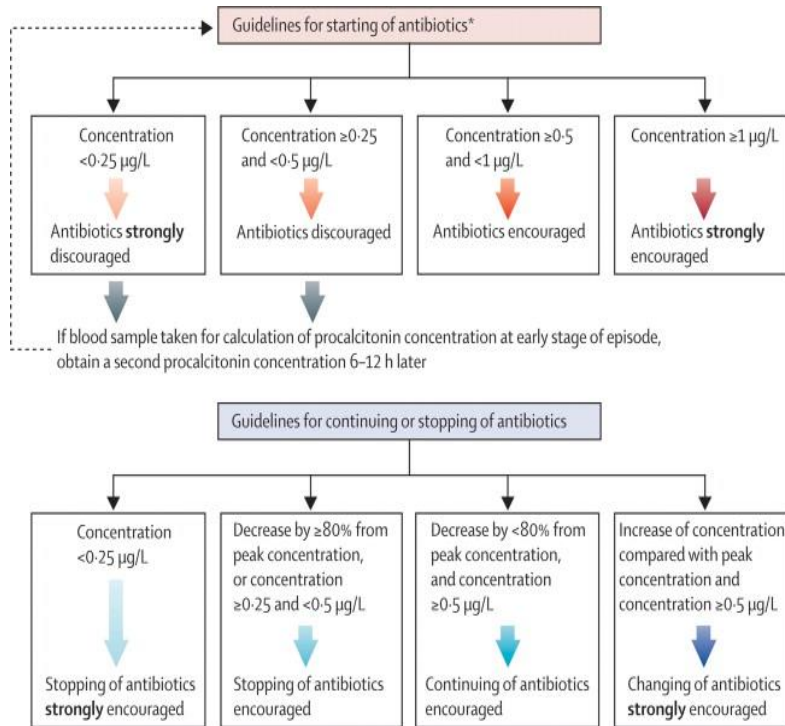 Guidelines for starting of antibiotics*
Concentration
<0·25 µg/L
Antibiotics strongly
discouraged
Concentration ≥0·25
and <0·5 µg/L
Antibiotics discouraged
Concentration ≥0·5
and <1 µg/L
Antibiotics encouraged
Concentration ≥1 µg/L
Antibiotics strongly
encouraged
If blood sample taken for calculation of procalcitonin concentration at early stage of episode,
obtain a second procalcitonin concentration 6–12 h later
Guidelines for continuing or stopping of antibiotics
Concentration
<0·25 µg/L
Stopping of antibiotics
strongly encouraged
Decrease by ≥80% from
peak concentration,
or concentration
≥0·25 and <0·5 µg/L
Stopping of antibiotics
encouraged
Decrease by <80% from
peak concentration,
and concentration
≥0·5 µg/L
Continuing of antibiotics
encouraged
Increase of concentration
compared with peak
concentration and
concentration ≥0·5 µg/L
Changing of antibiotics
strongly encouraged